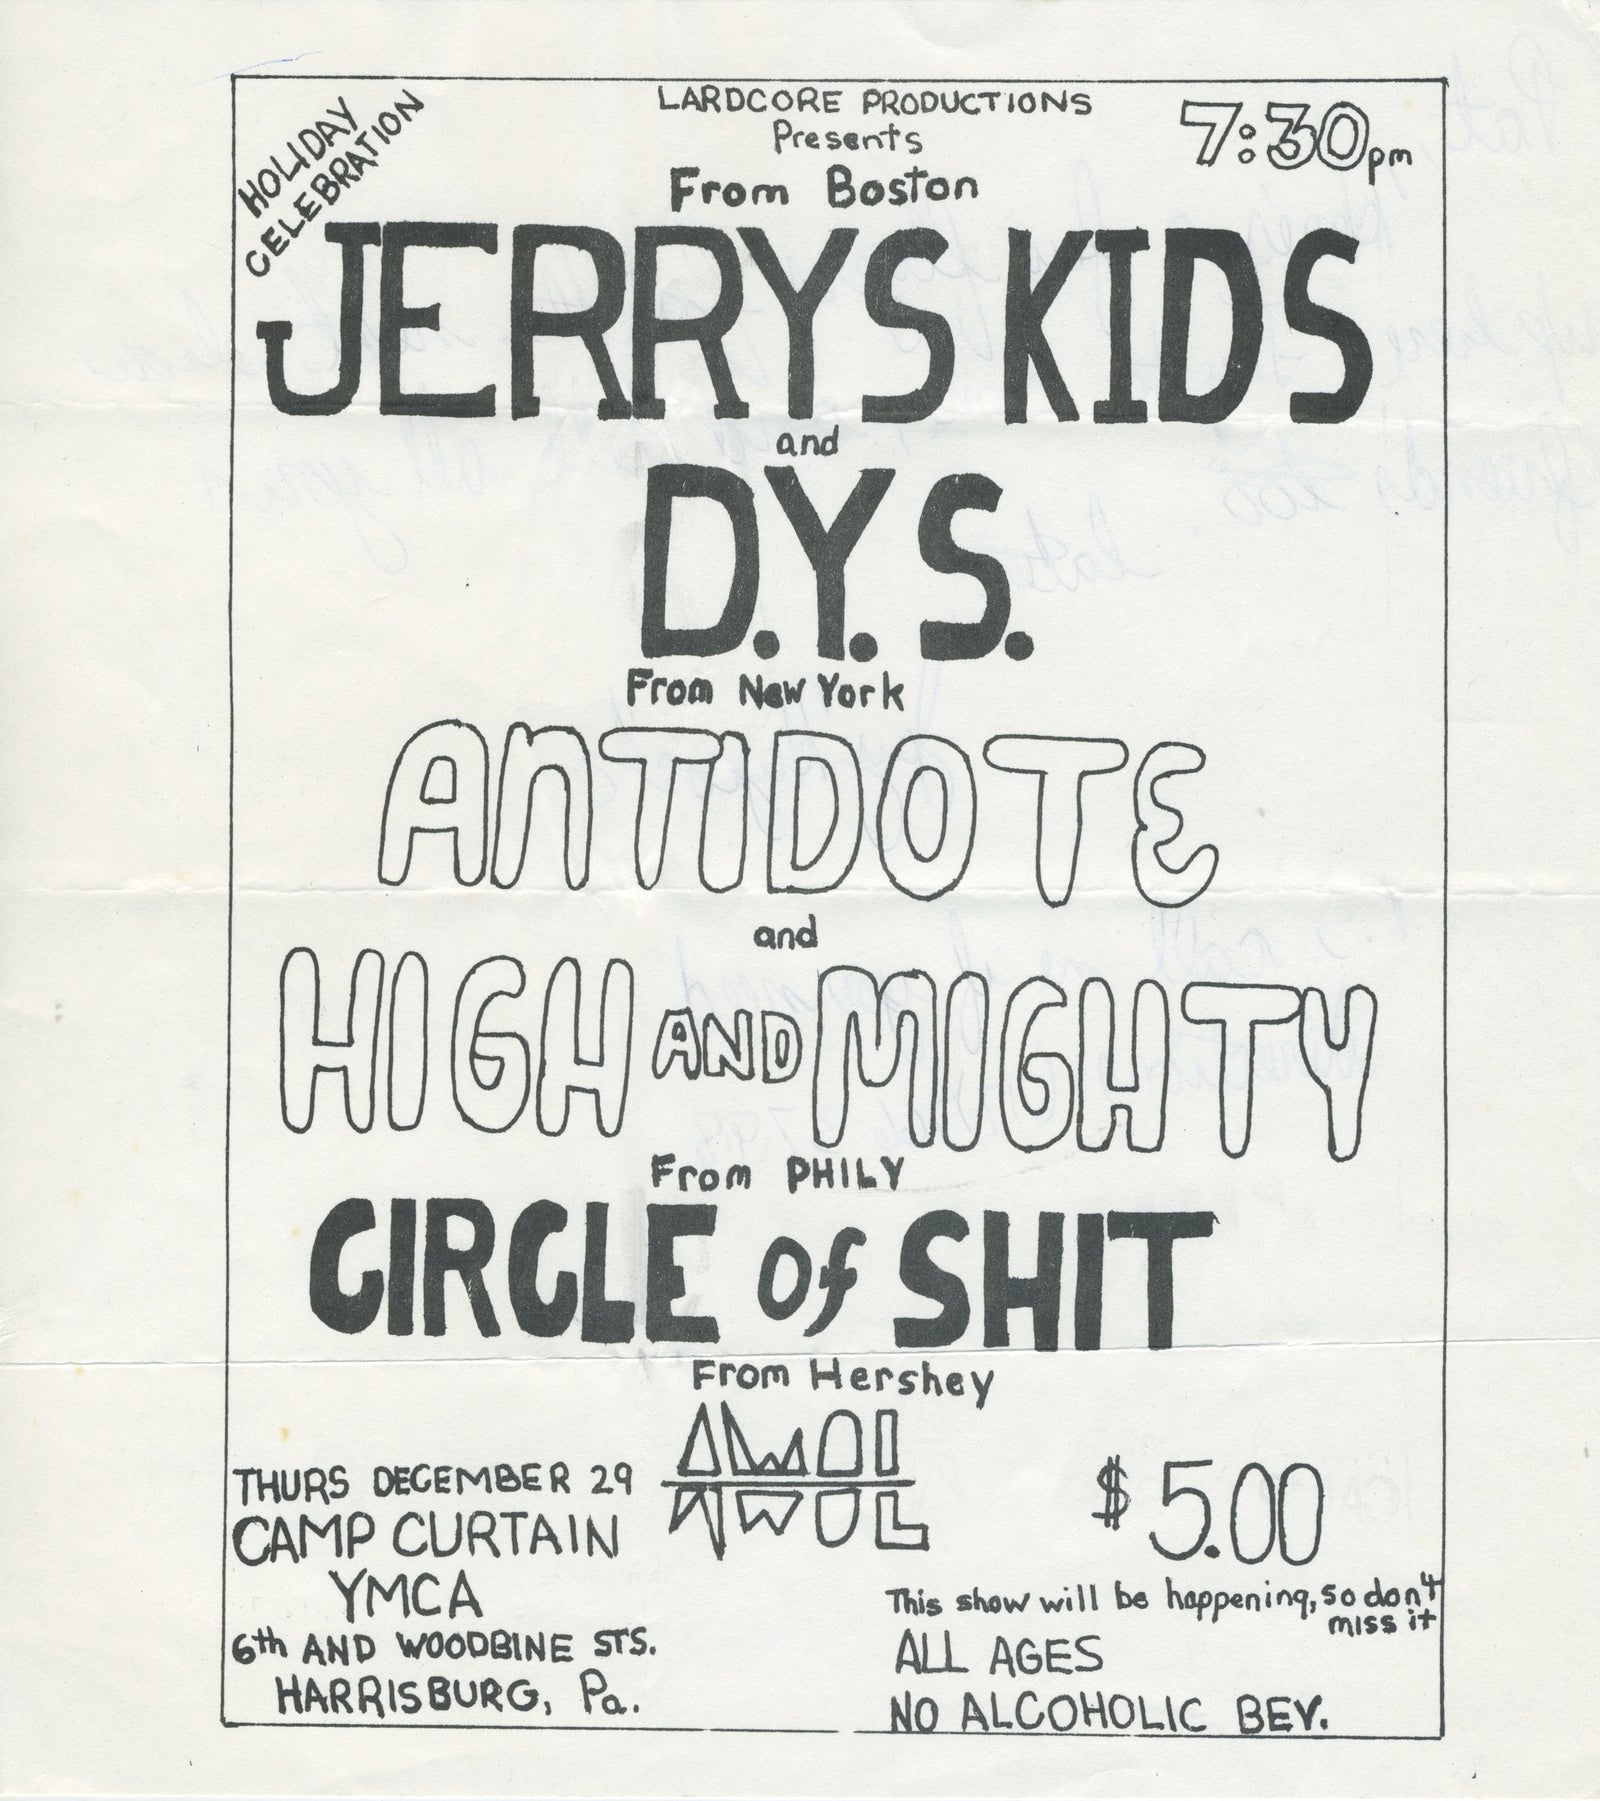 HOLIDAY
CELEBRATION
LARDCORE PRODUCTIONS
Presents
7:30pm
From Boston
JERRYS KIDS
and
D.Y.S.
From New York
ANTIDOTE
and
HIGH AND MIGHTY
From PHILY
CIRCLE of SHIT
From Hershey
AWOL
THURS DECEMBER 29
CAMP CURTAIN
YMCA
6th AND WOODBINE STS.
HARRISBURG, Pa.
$5.00
This show will be happening, so don't
miss it
ALL AGES
NO ALCOHOLIC BEV.